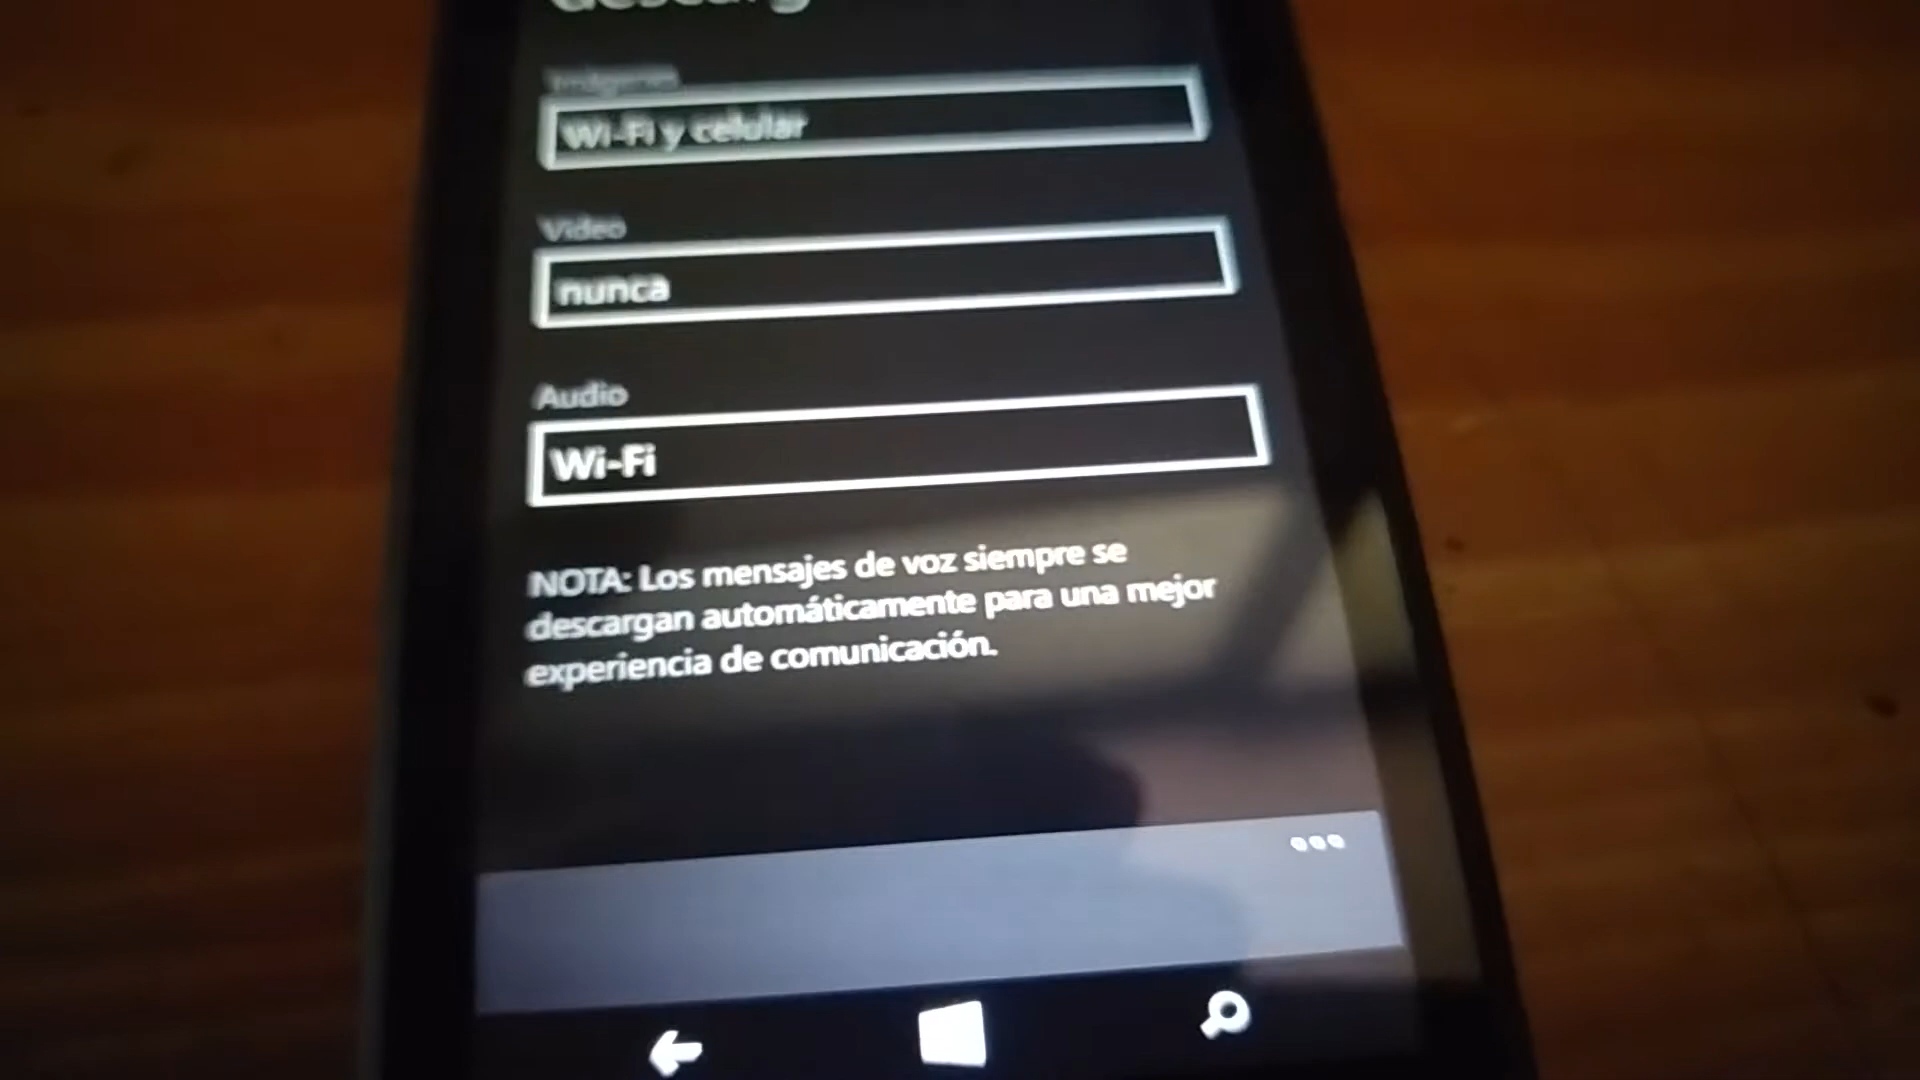 Imágenes
Wi-Fi y celular
Video
nunca
Audio
Wi-Fi
NOTA: Los mensajes de voz siempre se
descargan automáticamente para una mejor
experiencia de comunicación.